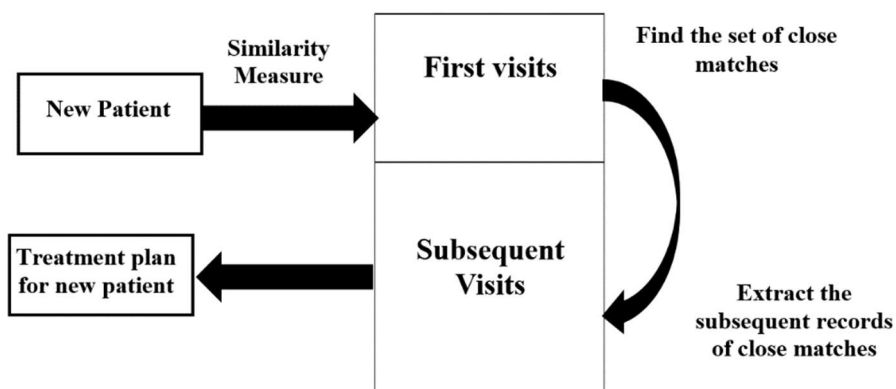 Similarity
Measure
New Patient
First visits
Find the set of close
matches
Treatment plan
for new patient
Subsequent
Visits
Extract the
subsequent records
of close matches